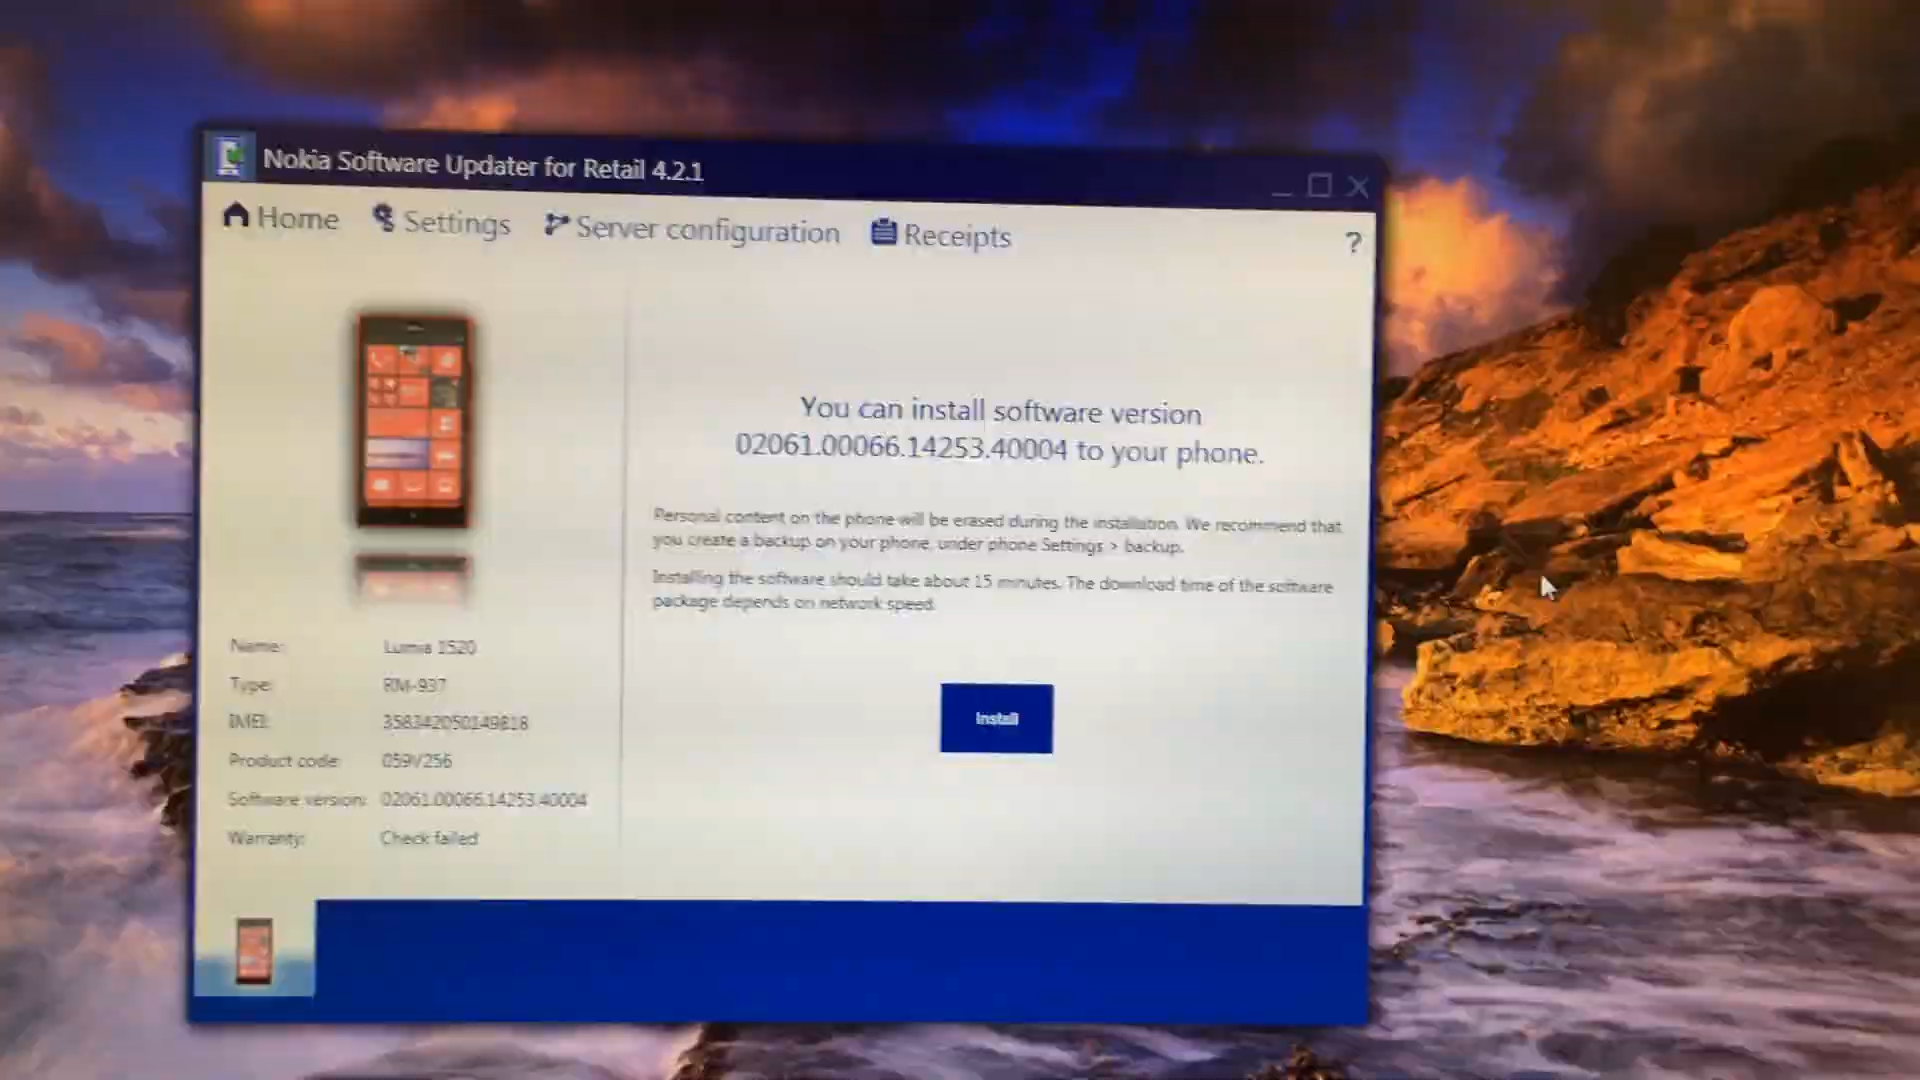 Nokia Software Updater for Retail 4.2.1
Home Settings Server configuration Receipts ?
You can install software version
02061.00066.14253.40004 to your phone.
Personal content on the phone will be erased during the installation. We recommend that
you create a backup on your phone, under phone Settings > backup.
Installing the software should take about 15 minutes. The download time of the software
package depends on network speed.
Install
Name: Lumia 1520
Type: RM-937
IMEI: 358342050149818
Product code: 059V256
Software version: 02061.00066.14253.40004
Warranty: Check failed